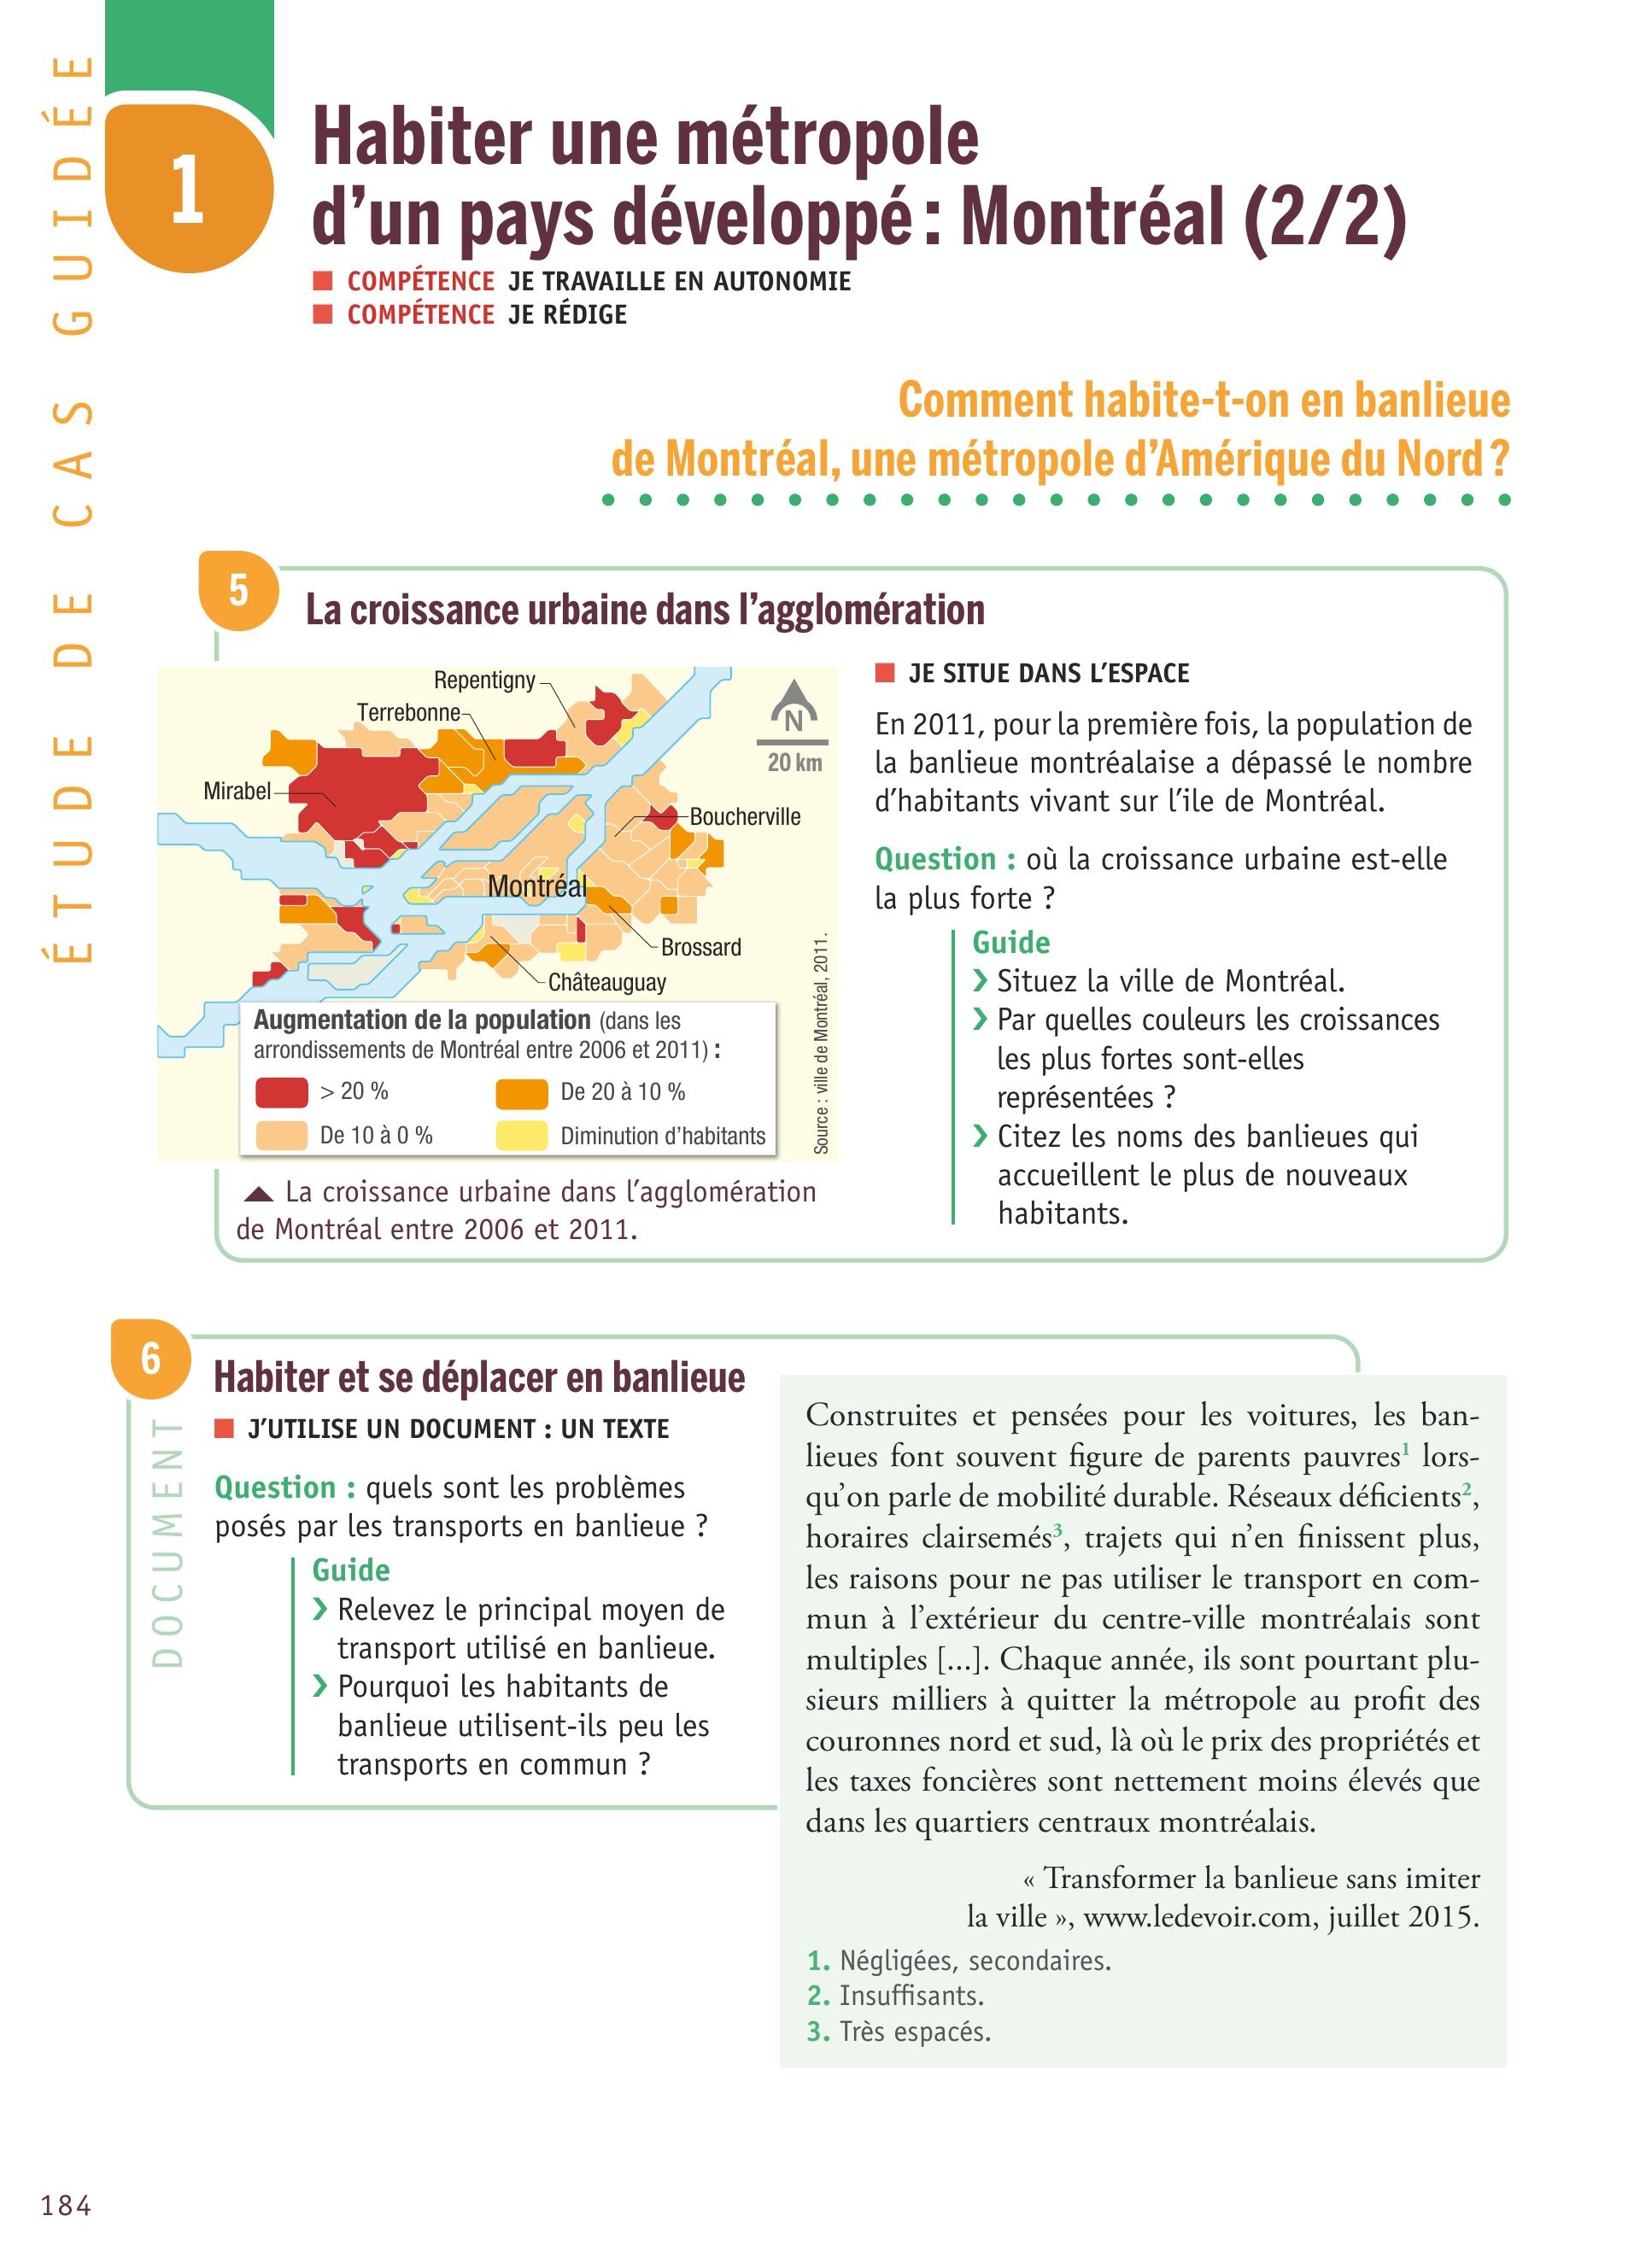 ÉTUDE DE CAS GUIDÉE
1
Habiter une métropole
d’un pays développé : Montréal (2/2)
■ COMPÉTENCE JE TRAVAILLE EN AUTONOMIE
■ COMPÉTENCE JE RÉDIGE
Comment habite-t-on en banlieue
de Montréal, une métropole d’Amérique du Nord ?
5
La croissance urbaine dans l’agglomération
Repentigny
Terrebonne
Mirabel
Boucherville
Montréal
Brossard
Châteauguay
N
20 km
Augmentation de la population (dans les
arrondissements de Montréal entre 2006 et 2011) :
> 20 %
De 20 à 10 %
De 10 à 0 %
Diminution d’habitants
Source : ville de Montréal, 2011.
La croissance urbaine dans l’agglomération
de Montréal entre 2006 et 2011.
■ JE SITUE DANS L’ESPACE
En 2011, pour la première fois, la population de
la banlieue montréalaise a dépassé le nombre
d’habitants vivant sur l’ile de Montréal.
Question : où la croissance urbaine est-elle
la plus forte ?
Guide
› Situez la ville de Montréal.
› Par quelles couleurs les croissances
les plus fortes sont-elles
représentées ?
› Citez les noms des banlieues qui
accueillent le plus de nouveaux
habitants.
6
DOCUMENT
Habiter et se déplacer en banlieue
■ J’UTILISE UN DOCUMENT : UN TEXTE
Question : quels sont les problèmes
posés par les transports en banlieue ?
Guide
› Relevez le principal moyen de
transport utilisé en banlieue.
› Pourquoi les habitants de
banlieue utilisent-ils peu les
transports en commun ?
Construites et pensées pour les voitures, les ban-
lieues font souvent figure de parents pauvres¹ lors-
qu’on parle de mobilité durable. Réseaux déficients²,
horaires clairsemés³, trajets qui n’en finissent plus,
les raisons pour ne pas utiliser le transport en com-
mun à l’extérieur du centre-ville montréalais sont
multiples [...]. Chaque année, ils sont pourtant plu-
sieurs milliers à quitter la métropole au profit des
couronnes nord et sud, là où le prix des propriétés et
les taxes foncières sont nettement moins élevés que
dans les quartiers centraux montréalais.
« Transformer la banlieue sans imiter
la ville », www.ledevoir.com, juillet 2015.
1. Négligées, secondaires.
2. Insuffisants.
3. Très espacés.
184